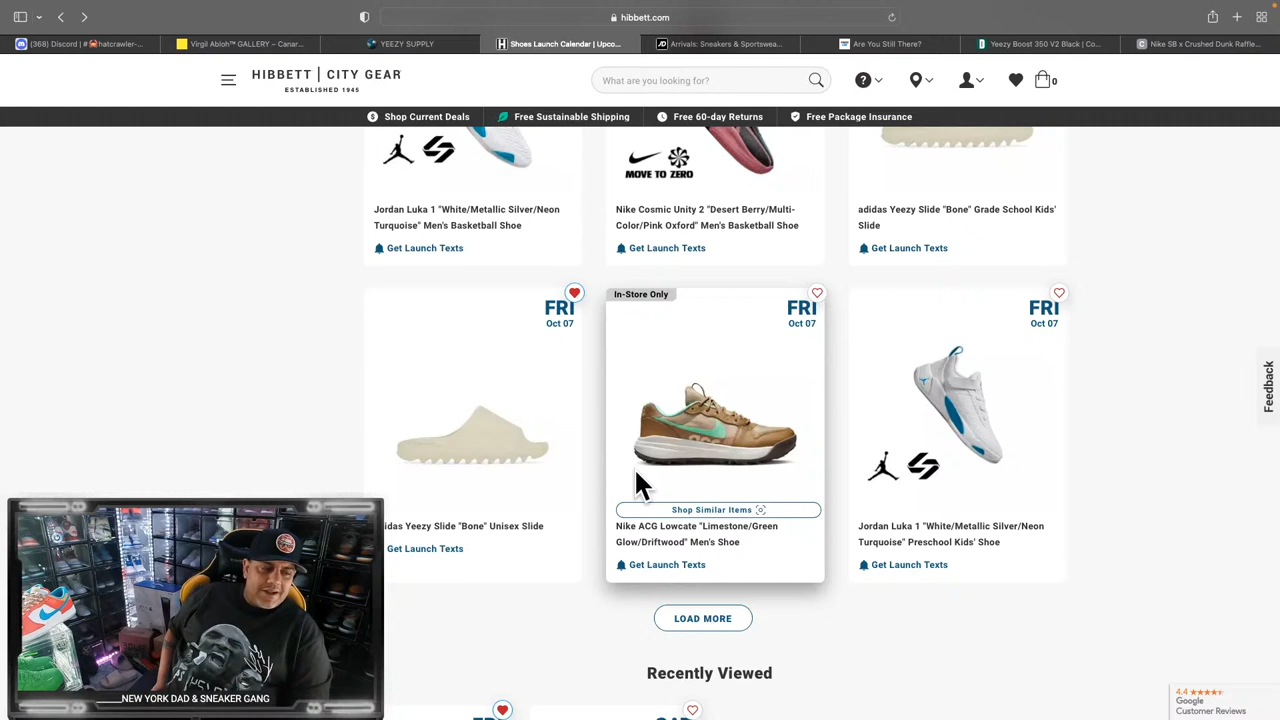 hibbett.com
(368) Discord | #🦀hatcrawler-...
Virgil Abloh™ GALLERY – Canar...
YEEZY SUPPLY
Shoes Launch Calendar | Upco...
Arrivals: Sneakers & Sportswea...
Are You Still There?
Yeezy Boost 350 V2 Black | Co...
Nike SB x Crushed Dunk Raffle...
HIBBETT | CITY GEAR
ESTABLISHED 1945
What are you looking for?
0
Shop Current Deals
Free Sustainable Shipping
Free 60-day Returns
Free Package Insurance
MOVE TO ZERO
Jordan Luka 1 "White/Metallic Silver/Neon
Turquoise" Men's Basketball Shoe
Get Launch Texts
Nike Cosmic Unity 2 "Desert Berry/Multi-
Color/Pink Oxford" Men's Basketball Shoe
Get Launch Texts
adidas Yeezy Slide "Bone" Grade School Kids'
Slide
Get Launch Texts
FRI
Oct 07
idas Yeezy Slide "Bone" Unisex Slide
Get Launch Texts
In-Store Only
FRI
Oct 07
Shop Similar Items
Nike ACG Lowcate "Limestone/Green
Glow/Driftwood" Men's Shoe
Get Launch Texts
FRI
Oct 07
Jordan Luka 1 "White/Metallic Silver/Neon
Turquoise" Preschool Kids' Shoe
Get Launch Texts
Feedback
LOAD MORE
Recently Viewed
NEW YORK DAD & SNEAKER GANG
4.4
Google
Customer Reviews